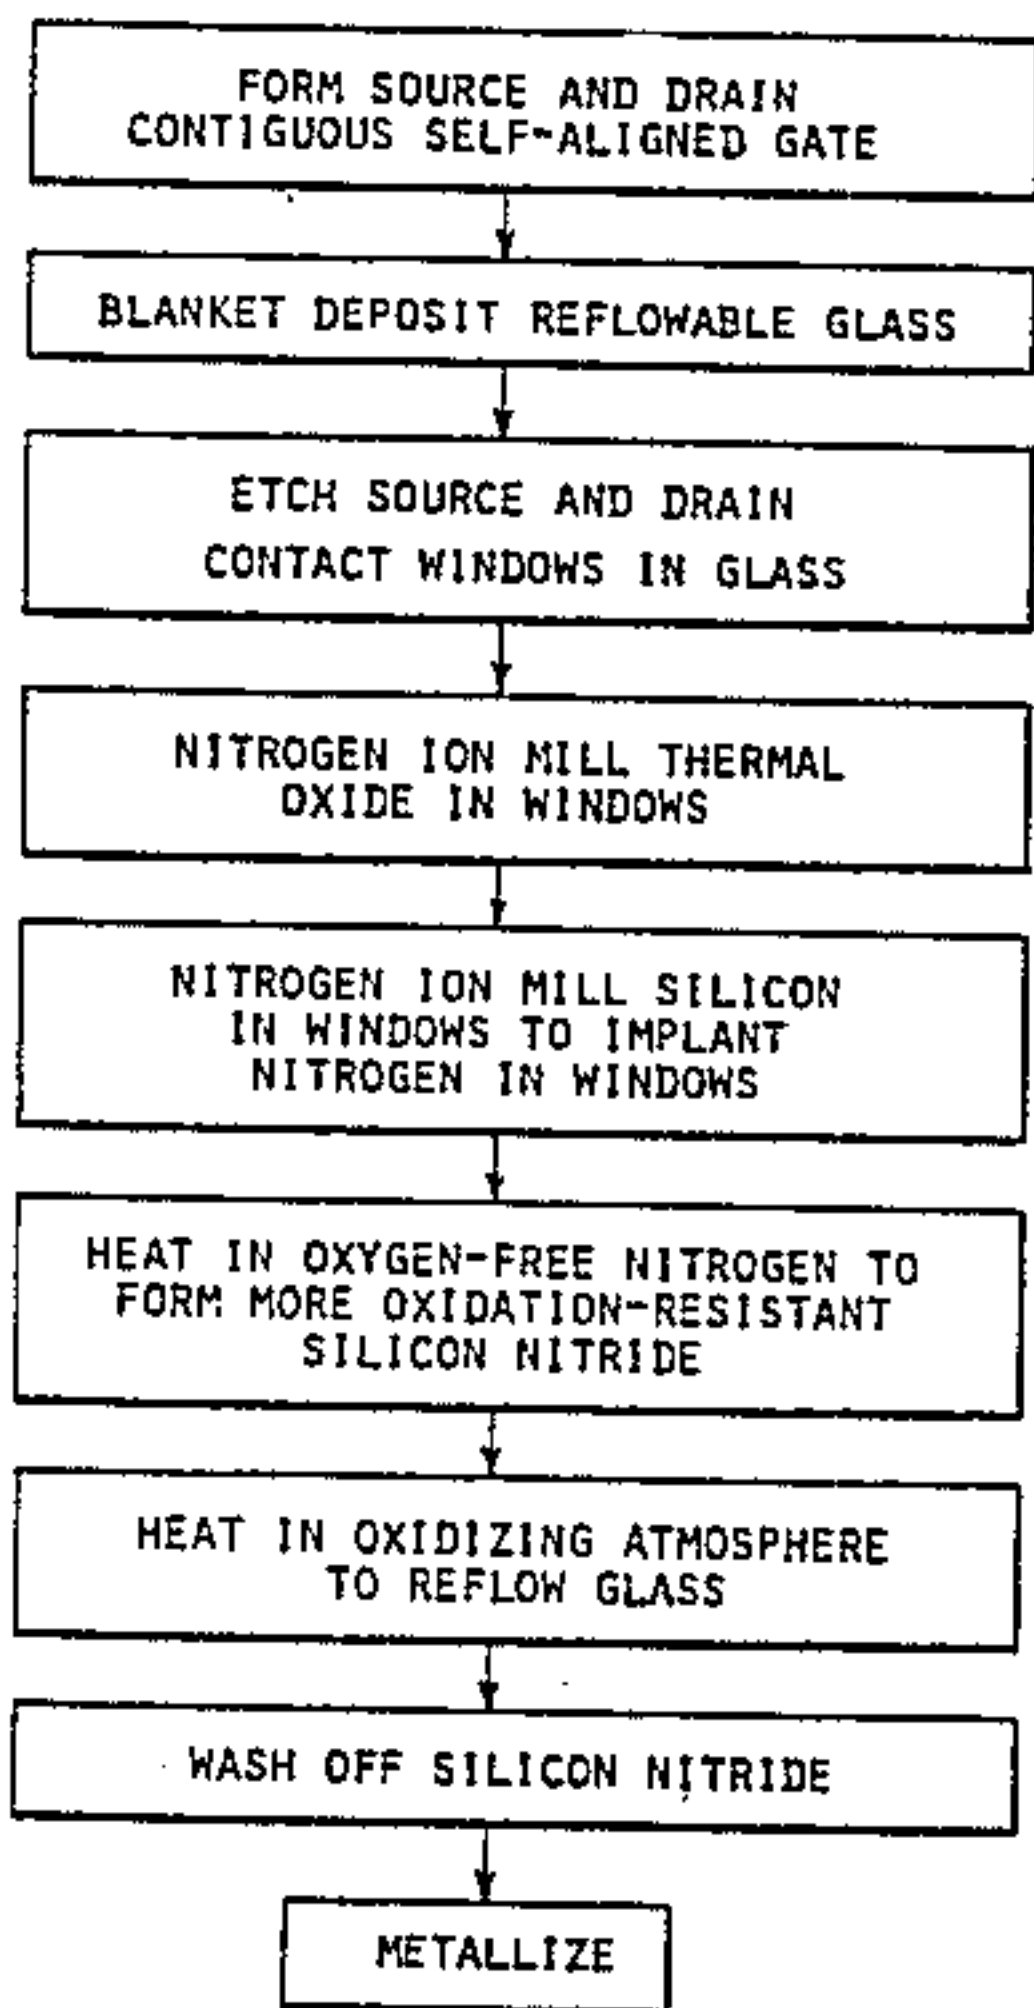 FORM SOURCE AND DRAIN
CONTIGUOUS SELF-ALIGNED GATE
BLANKET DEPOSIT REFLOWABLE GLASS
ETCH SOURCE AND DRAIN
CONTACT WINDOWS IN GLASS
NITROGEN ION MILL THERMAL
OXIDE IN WINDOWS
NITROGEN ION MILL SILICON
IN WINDOWS TO IMPLANT
NITROGEN IN WINDOWS
HEAT IN OXYGEN-FREE NITROGEN TO
FORM MORE OXIDATION-RESISTANT
SILICON NITRIDE
HEAT IN OXIDIZING ATMOSPHERE
TO REFLOW GLASS
WASH OFF SILICON NITRIDE
METALLIZE